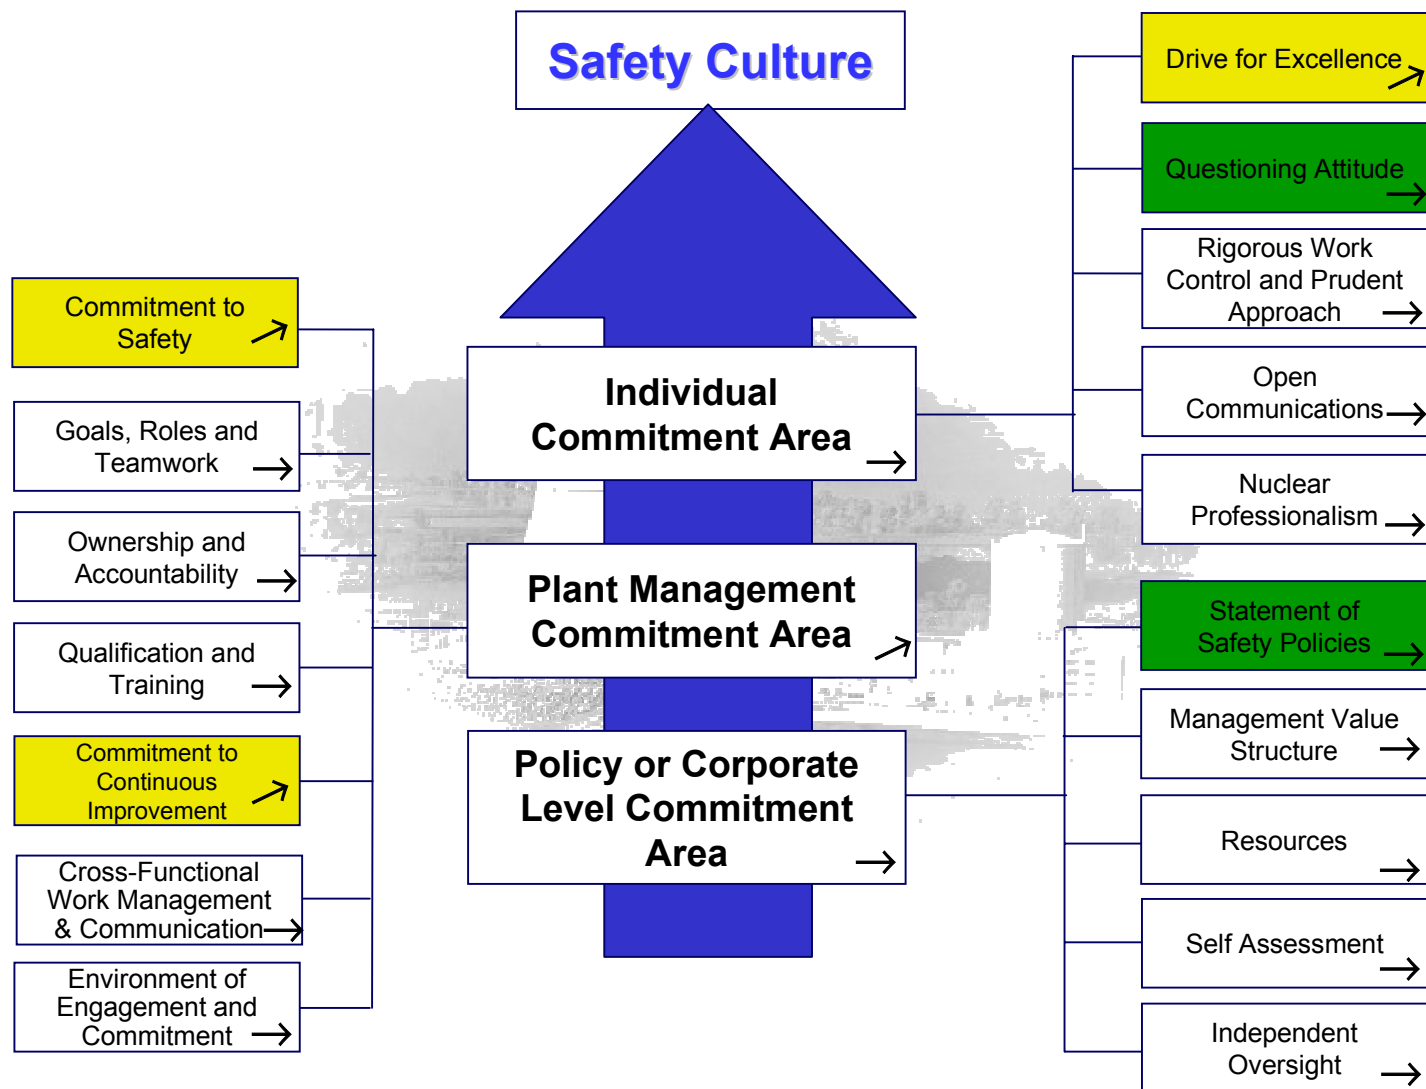 Safety Culture
Individual
Commitment Area
Plant Management
Commitment Area
Policy or Corporate
Level Commitment
Area
Commitment to
Safety
Goals, Roles and
Teamwork
Ownership and
Accountability
Qualification and
Training
Commitment to
Continuous
Improvement
Cross-Functional
Work Management
& Communication
Environment of
Engagement and
Commitment
Drive for Excellence
Questioning Attitude
Rigorous Work
Control and Prudent
Approach
Open
Communications
Nuclear
Professionalism
Statement of
Safety Policies
Management Value
Structure
Resources
Self Assessment
Independent
Oversight